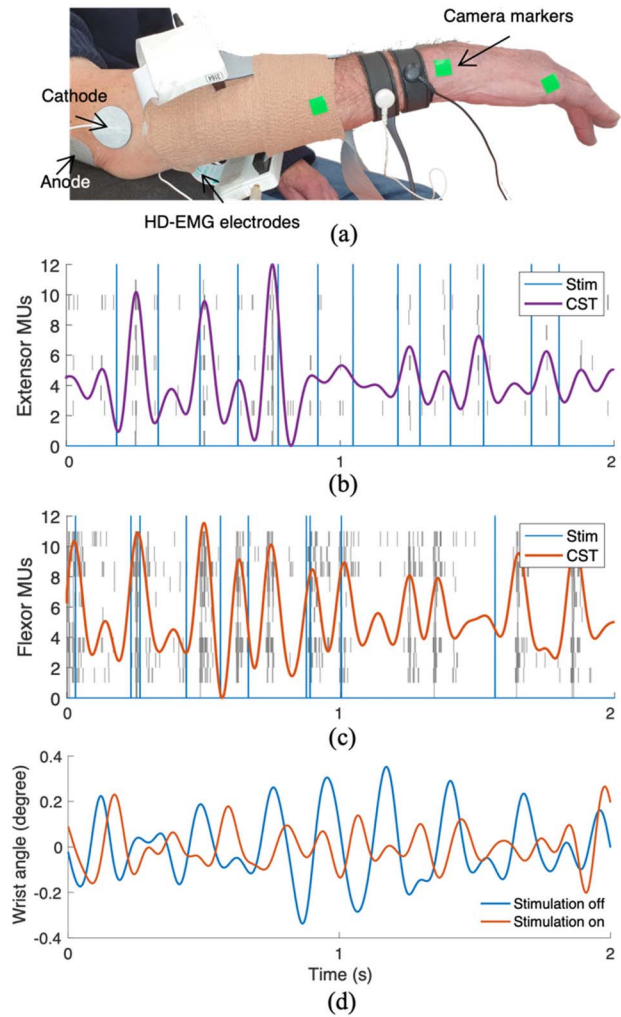 Camera markers
Cathode
Anode
HD-EMG electrodes
(a)
Extensor MUs
12
10
8
6
4
2
0
Stim
CST
0
1
2
(b)
Flexor MUs
12
10
8
6
4
2
0
Stim
CST
0
1
2
(c)
Wrist angle (degree)
0.4
0.2
0
-0.2
-0.4
Stimulation off
Stimulation on
0
1
2
Time (s)
(d)